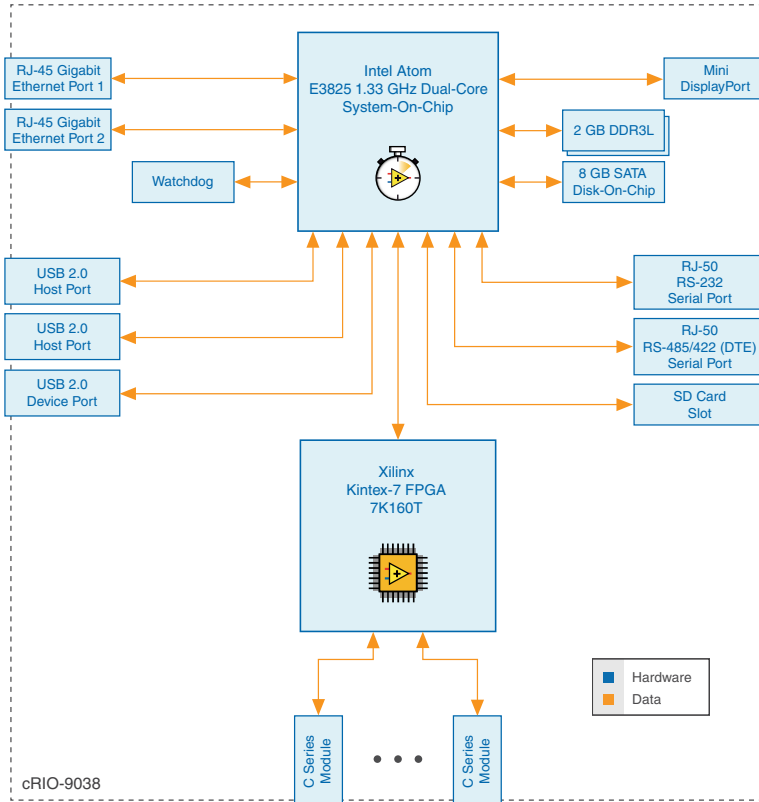 RJ-45 Gigabit
Ethernet Port 1
RJ-45 Gigabit
Ethernet Port 2
Watchdog
Intel Atom
E3825 1.33 GHz Dual-Core
System-On-Chip
Mini
DisplayPort
2 GB DDR3L
8 GB SATA
Disk-On-Chip
USB 2.0
Host Port
USB 2.0
Host Port
USB 2.0
Device Port
RJ-50
RS-232
Serial Port
RJ-50
RS-485/422 (DTE)
Serial Port
SD Card
Slot
Xilinx
Kintex-7 FPGA
7K160T
C Series
Module
C Series
Module
Hardware
Data
cRIO-9038